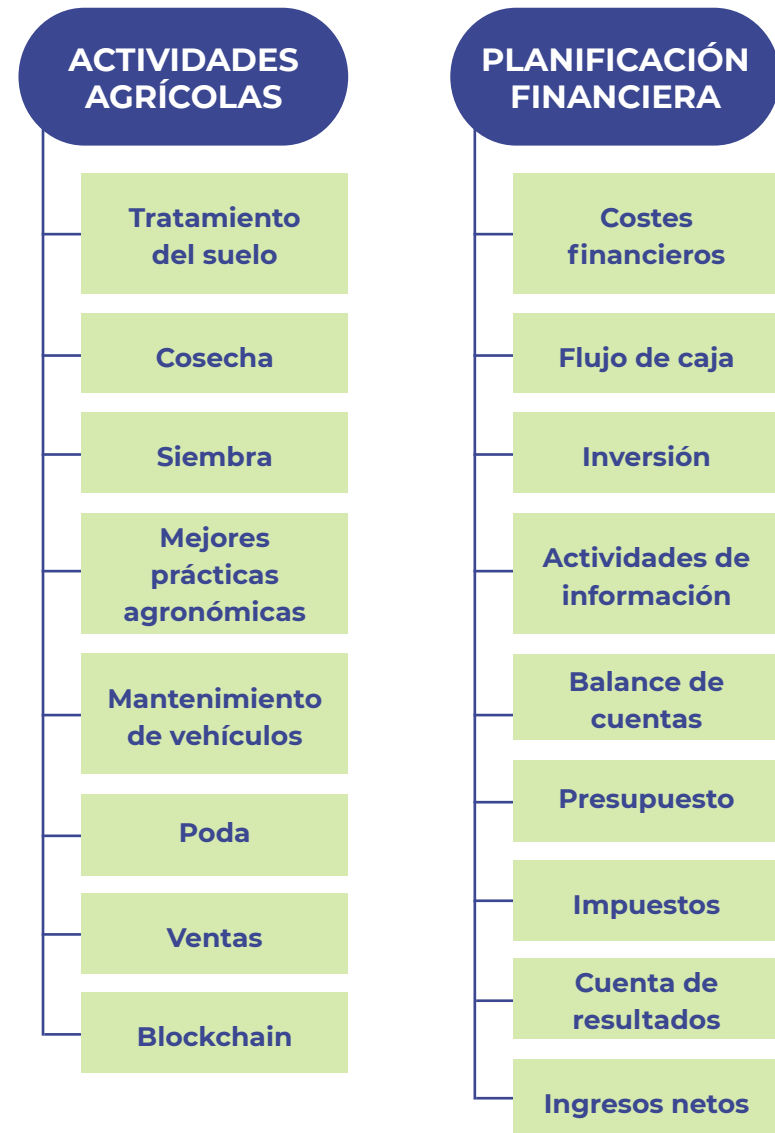 ACTIVIDADES
AGRÍCOLAS
Tratamiento
del suelo
Cosecha
Siembra
Mejores
prácticas
agronómicas
Mantenimiento
de vehículos
Poda
Ventas
Blockchain
PLANIFICACIÓN
FINANCIERA
Costes
financieros
Flujo de caja
Inversión
Actividades de
información
Balance de
cuentas
Presupuesto
Impuestos
Cuenta de
resultados
Ingresos netos